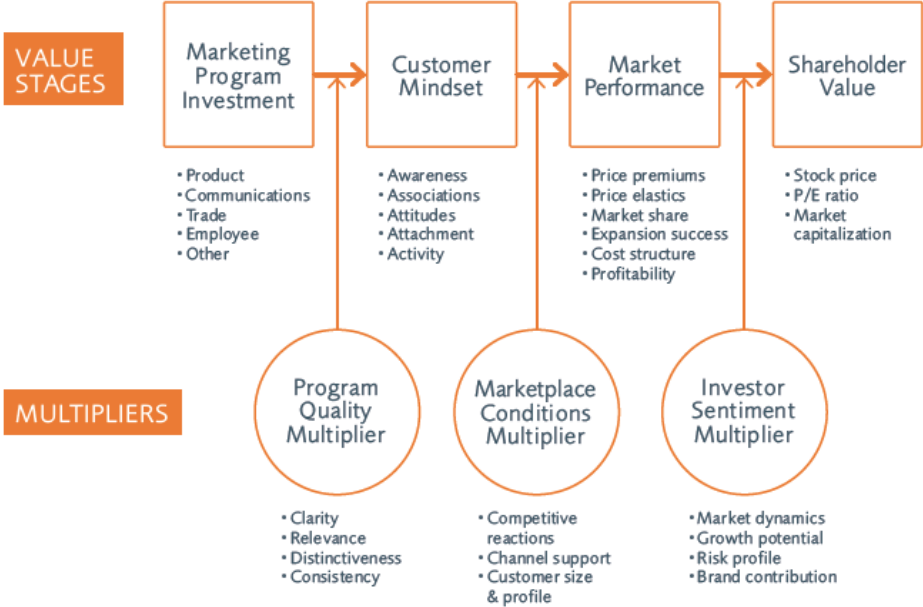 VALUE
STAGES
Marketing
Program
Investment
Customer
Mindset
Market
Performance
Shareholder
Value
• Product
• Communications
• Trade
• Employee
• Other
• Awareness
• Associations
• Attitudes
• Attachment
• Activity
• Price premiums
• Price elastics
• Market share
• Expansion success
• Cost structure
• Profitability
• Stock price
• P/E ratio
• Market
capitalization
MULTIPLIERS
Program
Quality
Multiplier
Marketplace
Conditions
Multiplier
Investor
Sentiment
Multiplier
• Clarity
• Relevance
• Distinctiveness
• Consistency
• Competitive
reactions
• Channel support
• Customer size
& profile
• Market dynamics
• Growth potential
• Risk profile
• Brand contribution